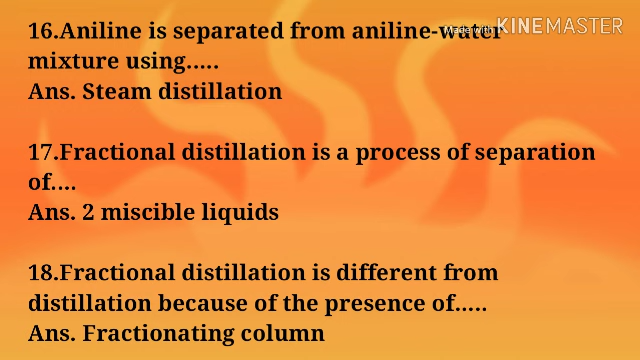 Made with KINEMASTER
16.Aniline is separated from aniline-water
mixture using.....
Ans. Steam distillation
17.Fractional distillation is a process of separation
of....
Ans. 2 miscible liquids
18.Fractional distillation is different from
distillation because of the presence of.....
Ans. Fractionating column